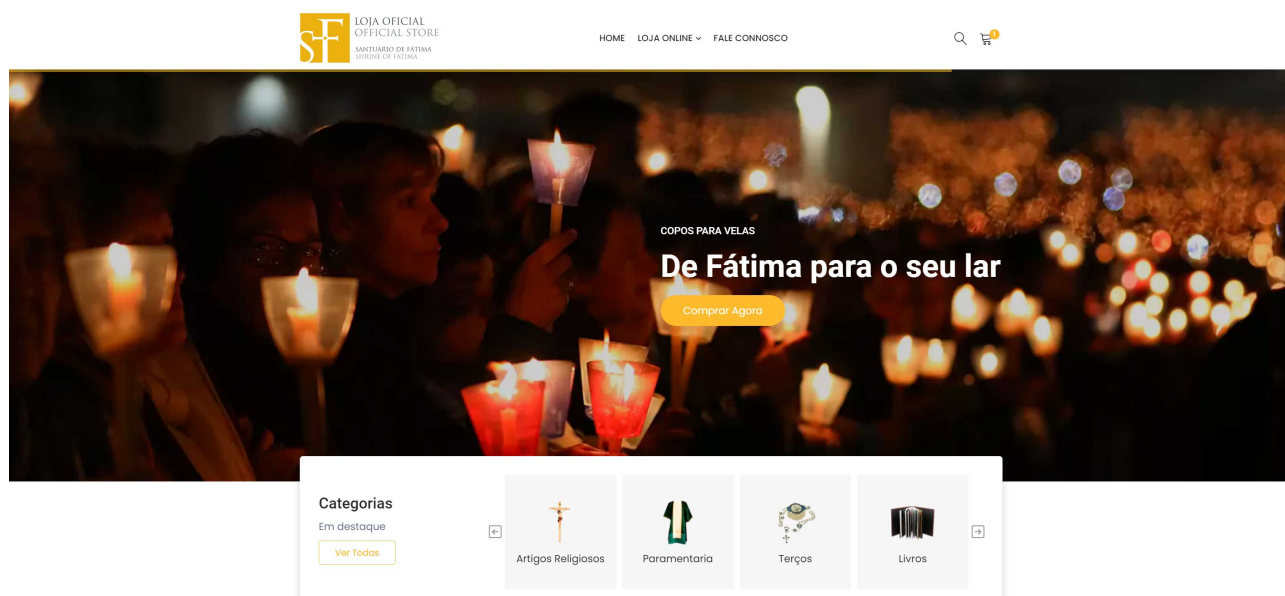 LOJA OFICIAL
OFFICIAL STORE
SANTUÁRIO DE FÁTIMA
SHRINE OF FATIMA
HOME LOJA ONLINE FALE CONNOSCO
1
COPOS PARA VELAS
De Fátima para o seu lar
Comprar Agora
Categorias
Em destaque
Ver Todas
Artigos Religiosos
Paramentaria
Terços
Livros